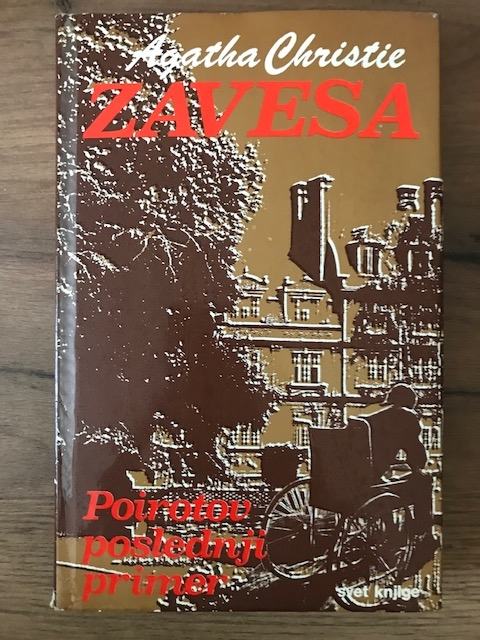 Agatha Christie
ZAVESA
Poirotov
poslednji
primer
svet knjige